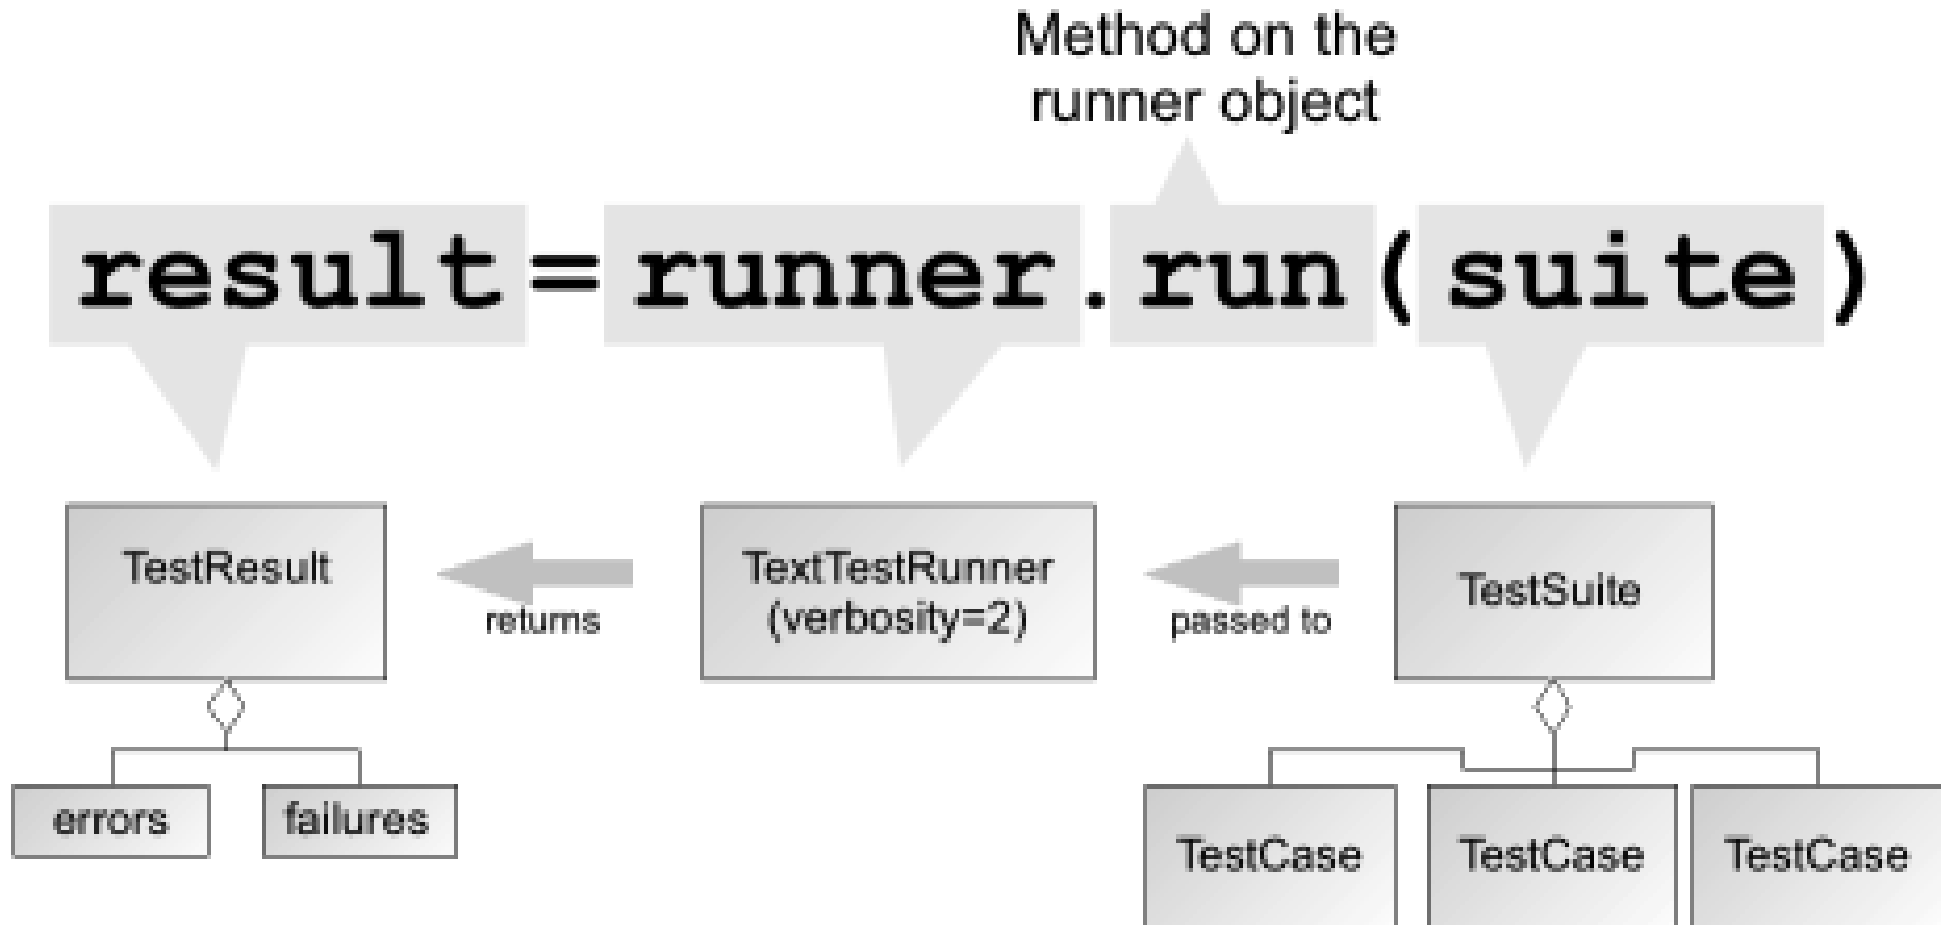 Method on the
runner object
result=runner.run(suite)
TestResult
returns
TextTestRunner
(verbosity=2)
passed to
TestSuite
errors
failures
TestCase
TestCase
TestCase